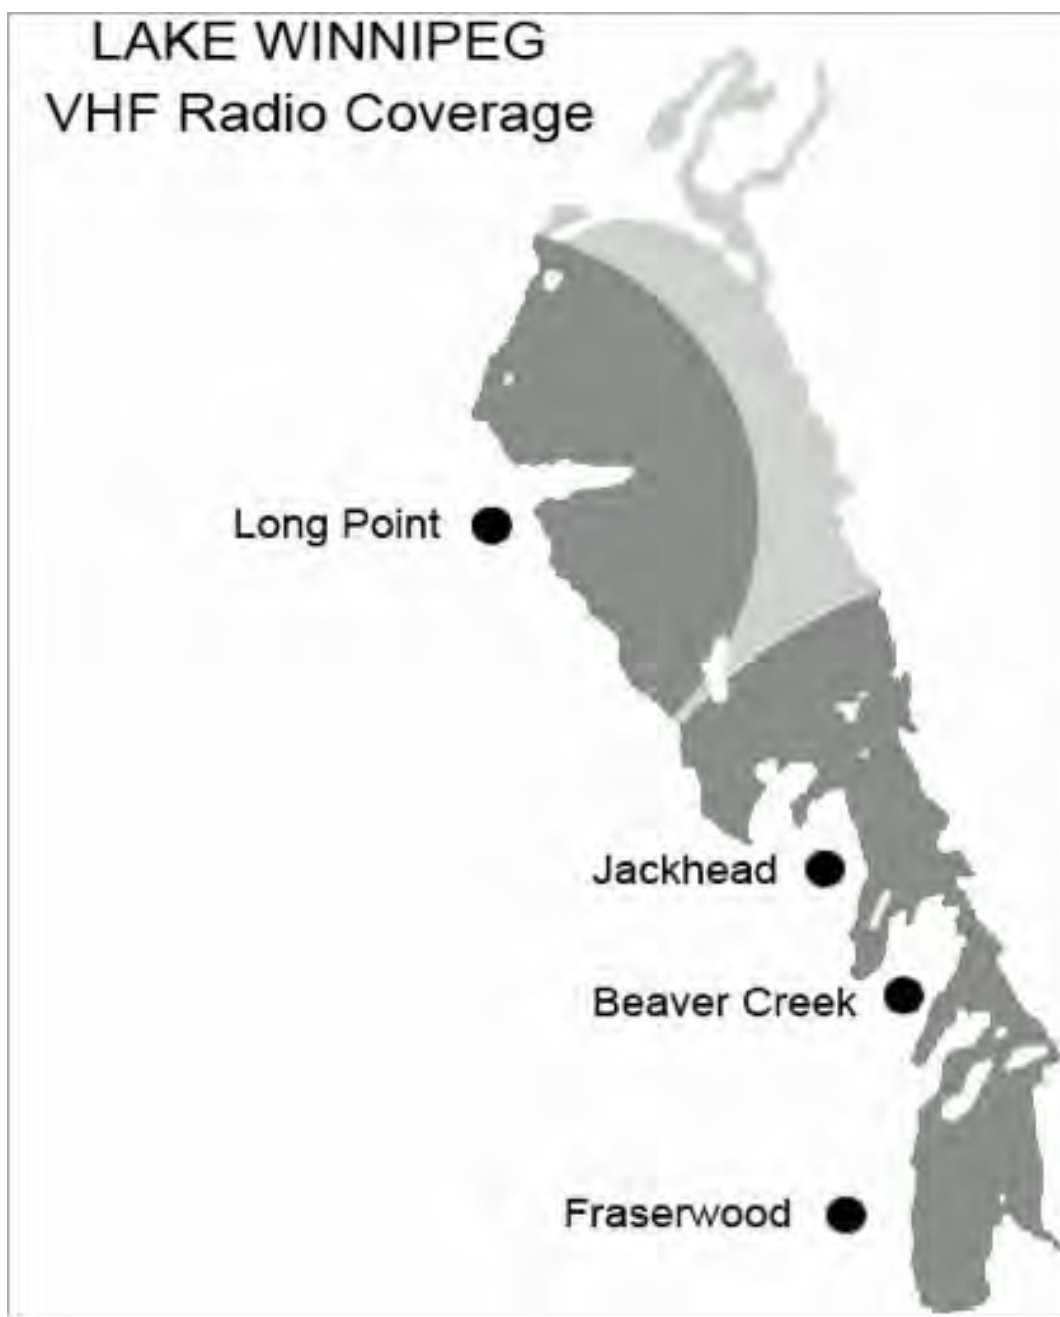 LAKE WINNIPEG
VHF Radio Coverage
Long Point
Jackhead
Beaver Creek
Fraserwood